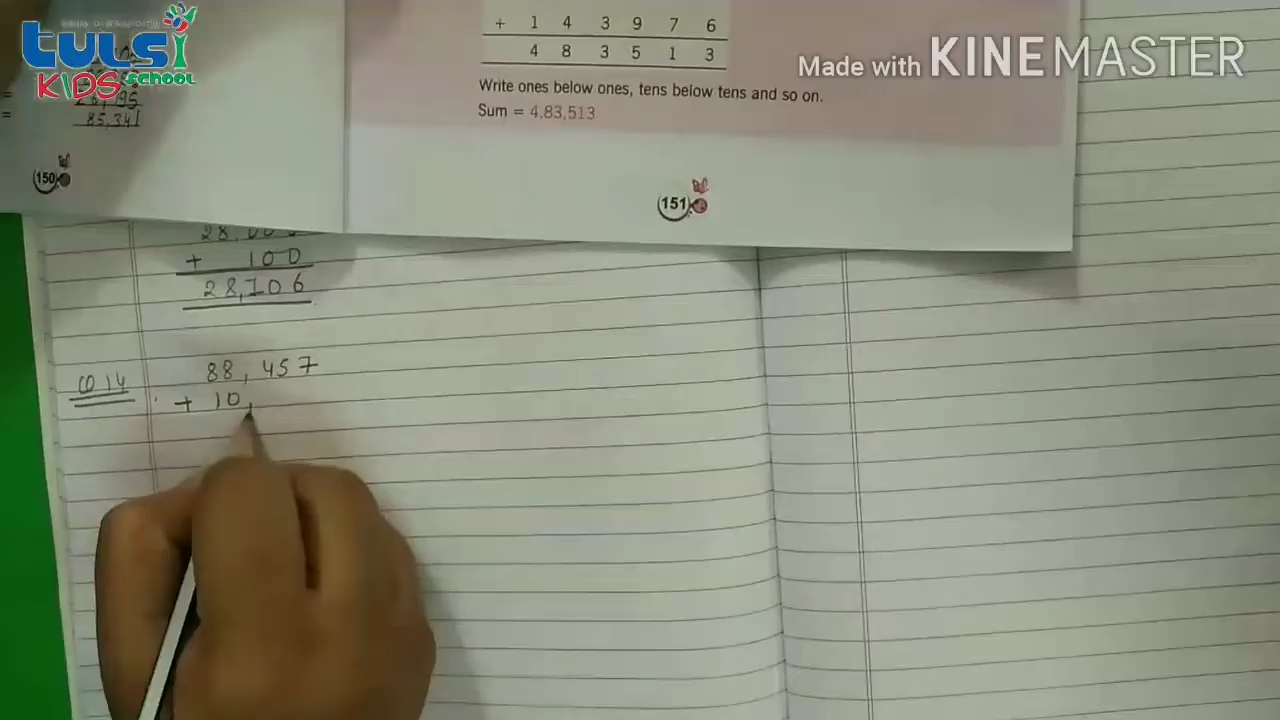 TULSI
KIDS SCHOOL
85,341
150
+ 1 4 3 9 7 6
4 8 3 5 1 3
Write ones below ones, tens below tens and so on.
Sum = 4,83,513
151
Made with KINEMASTER
+ 100
28,106
88,457
+ 10,